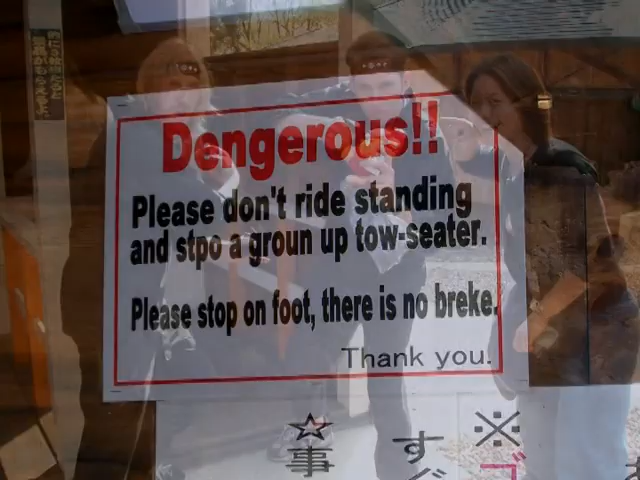 Dengerous!!
Please don't ride standing
and stpo a groun up tow-seater.
Please stop on foot, there is no breke.
Thank you.
☆ す ※
事 ゴ